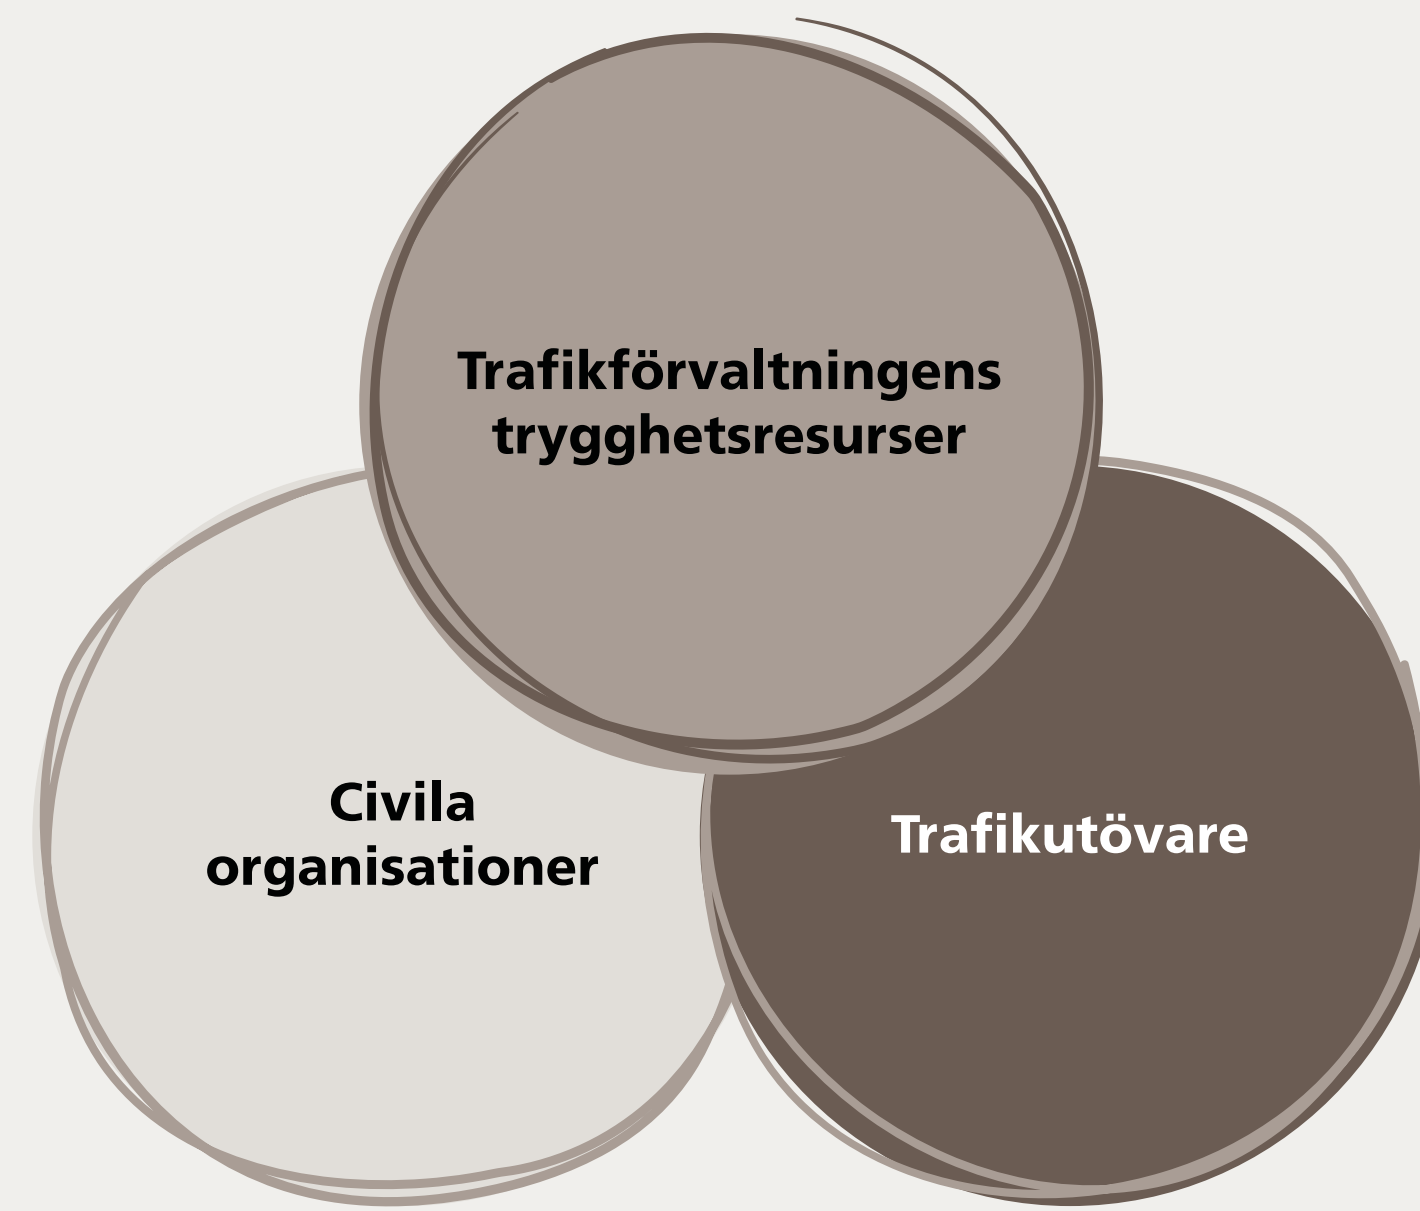 Trafikförvaltningens
trygghetsresurser
Civila
organisationer
Trafikutövare